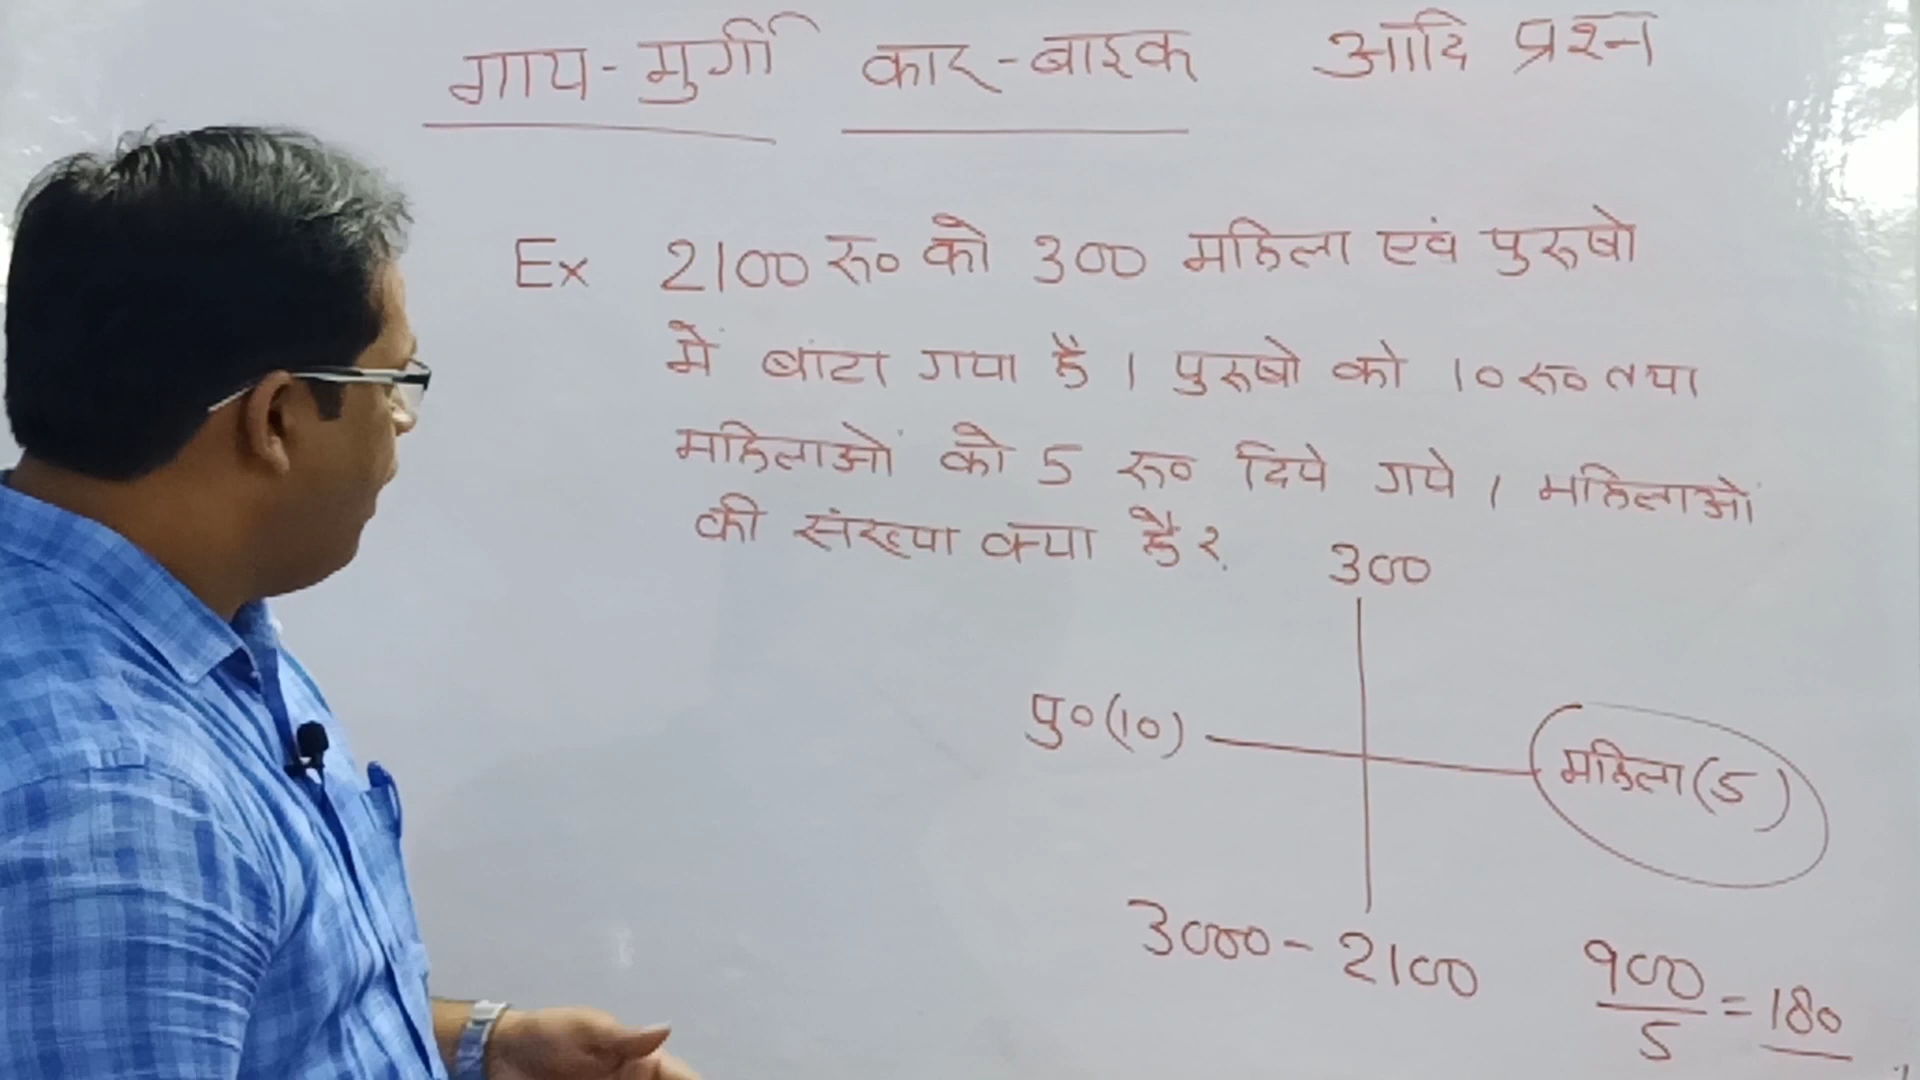 गाय-मुर्गी कार-बाइक आदि प्रश्न
Ex 2100 रू० को 300 महिला एवं पुरुषो
में बांटा गया है । पुरुषो को 10 रू० तथा
महिलाओं को 5 रू० दिये गये । महिलाओं
की संख्या क्या है ?
300
पु०(10) महिला(5)
3000 - 2100
900
5
= 180